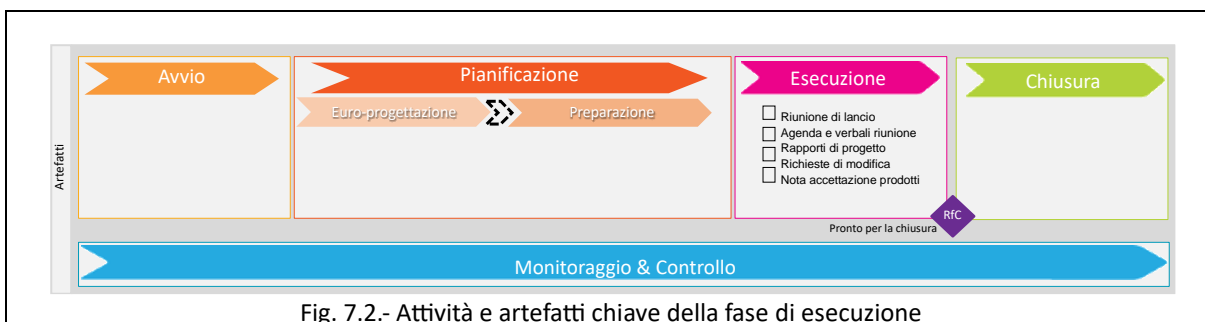 Artefatti
Avvio
Pianificazione
Euro-progettazione
Preparazione
Esecuzione
Riunione di lancio
Agenda e verbali riunione
Rapporti di progetto
Richieste di modifica
Nota accettazione prodotti
Chiusura
RfC
Pronto per la chiusura
Monitoraggio & Controllo
Fig. 7.2.- Attività e artefatti chiave della fase di esecuzione